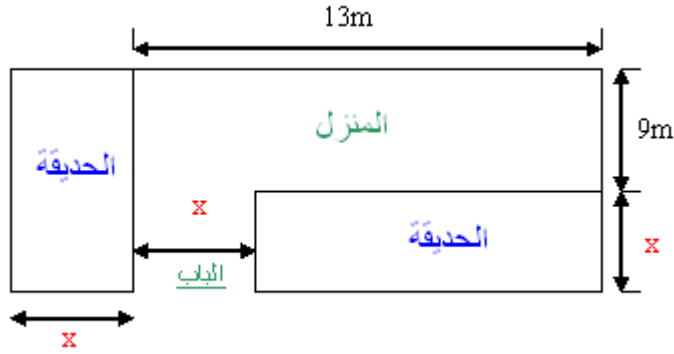 13m
المنزل
9m
الحديقة
x
الحديقة
x
الباب
x